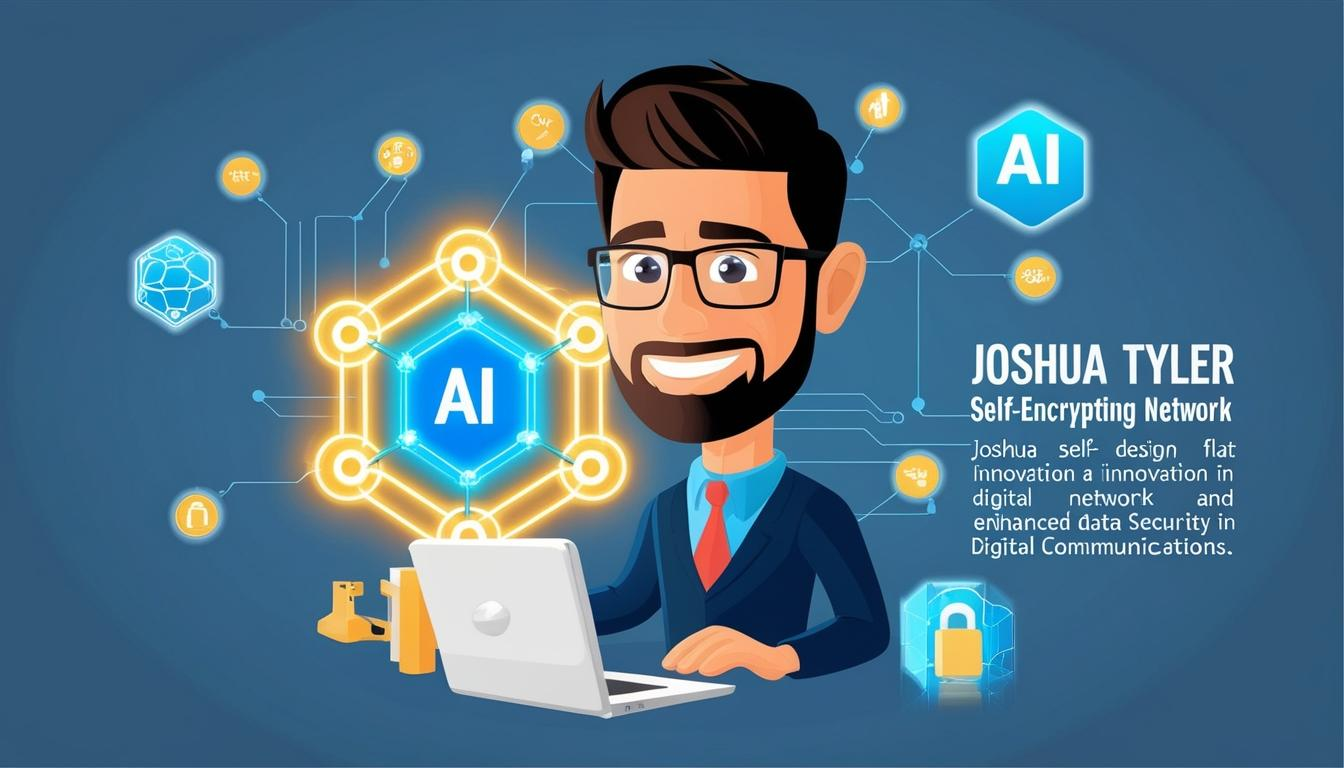 AI
AI
JOSHUA TYLER
Self-Encrypting Network
Joshua self- design flat
Innovation a iinnovation in
digital network and
enhanced data Security in
Digital Communications.